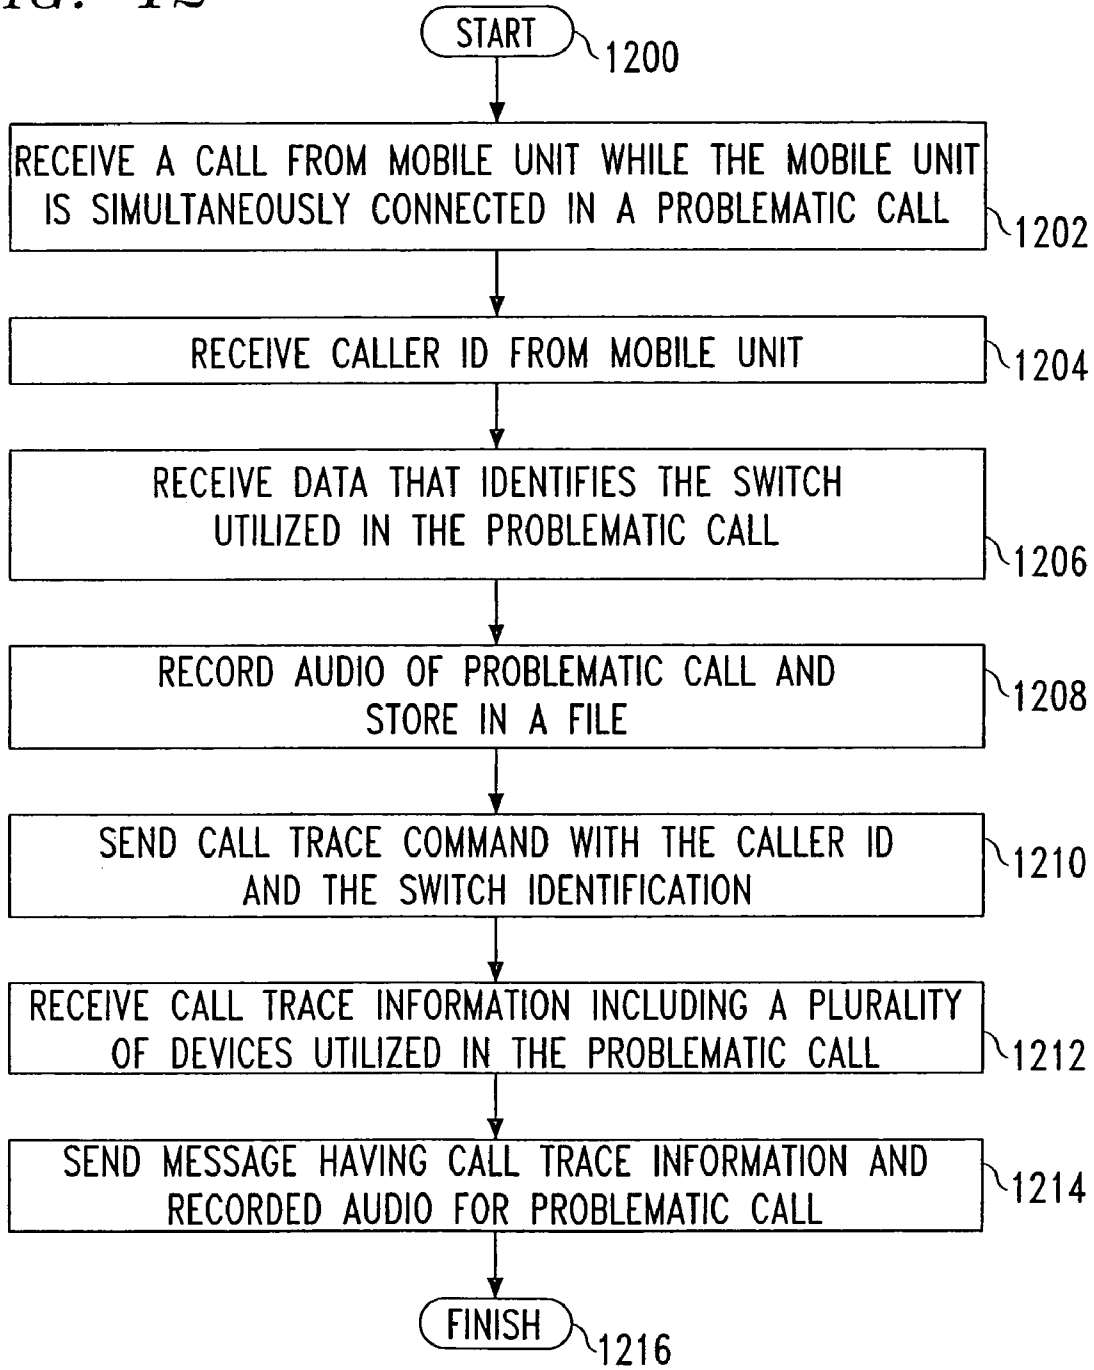 FIG. 12
START
1200
RECEIVE A CALL FROM MOBILE UNIT WHILE THE MOBILE UNIT
IS SIMULTANEOUSLY CONNECTED IN A PROBLEMATIC CALL
1202
RECEIVE CALLER ID FROM MOBILE UNIT
1204
RECEIVE DATA THAT IDENTIFIES THE SWITCH
UTILIZED IN THE PROBLEMATIC CALL
1206
RECORD AUDIO OF PROBLEMATIC CALL AND
STORE IN A FILE
1208
SEND CALL TRACE COMMAND WITH THE CALLER ID
AND THE SWITCH IDENTIFICATION
1210
RECEIVE CALL TRACE INFORMATION INCLUDING A PLURALITY
OF DEVICES UTILIZED IN THE PROBLEMATIC CALL
1212
SEND MESSAGE HAVING CALL TRACE INFORMATION AND
RECORDED AUDIO FOR PROBLEMATIC CALL
1214
FINISH
1216